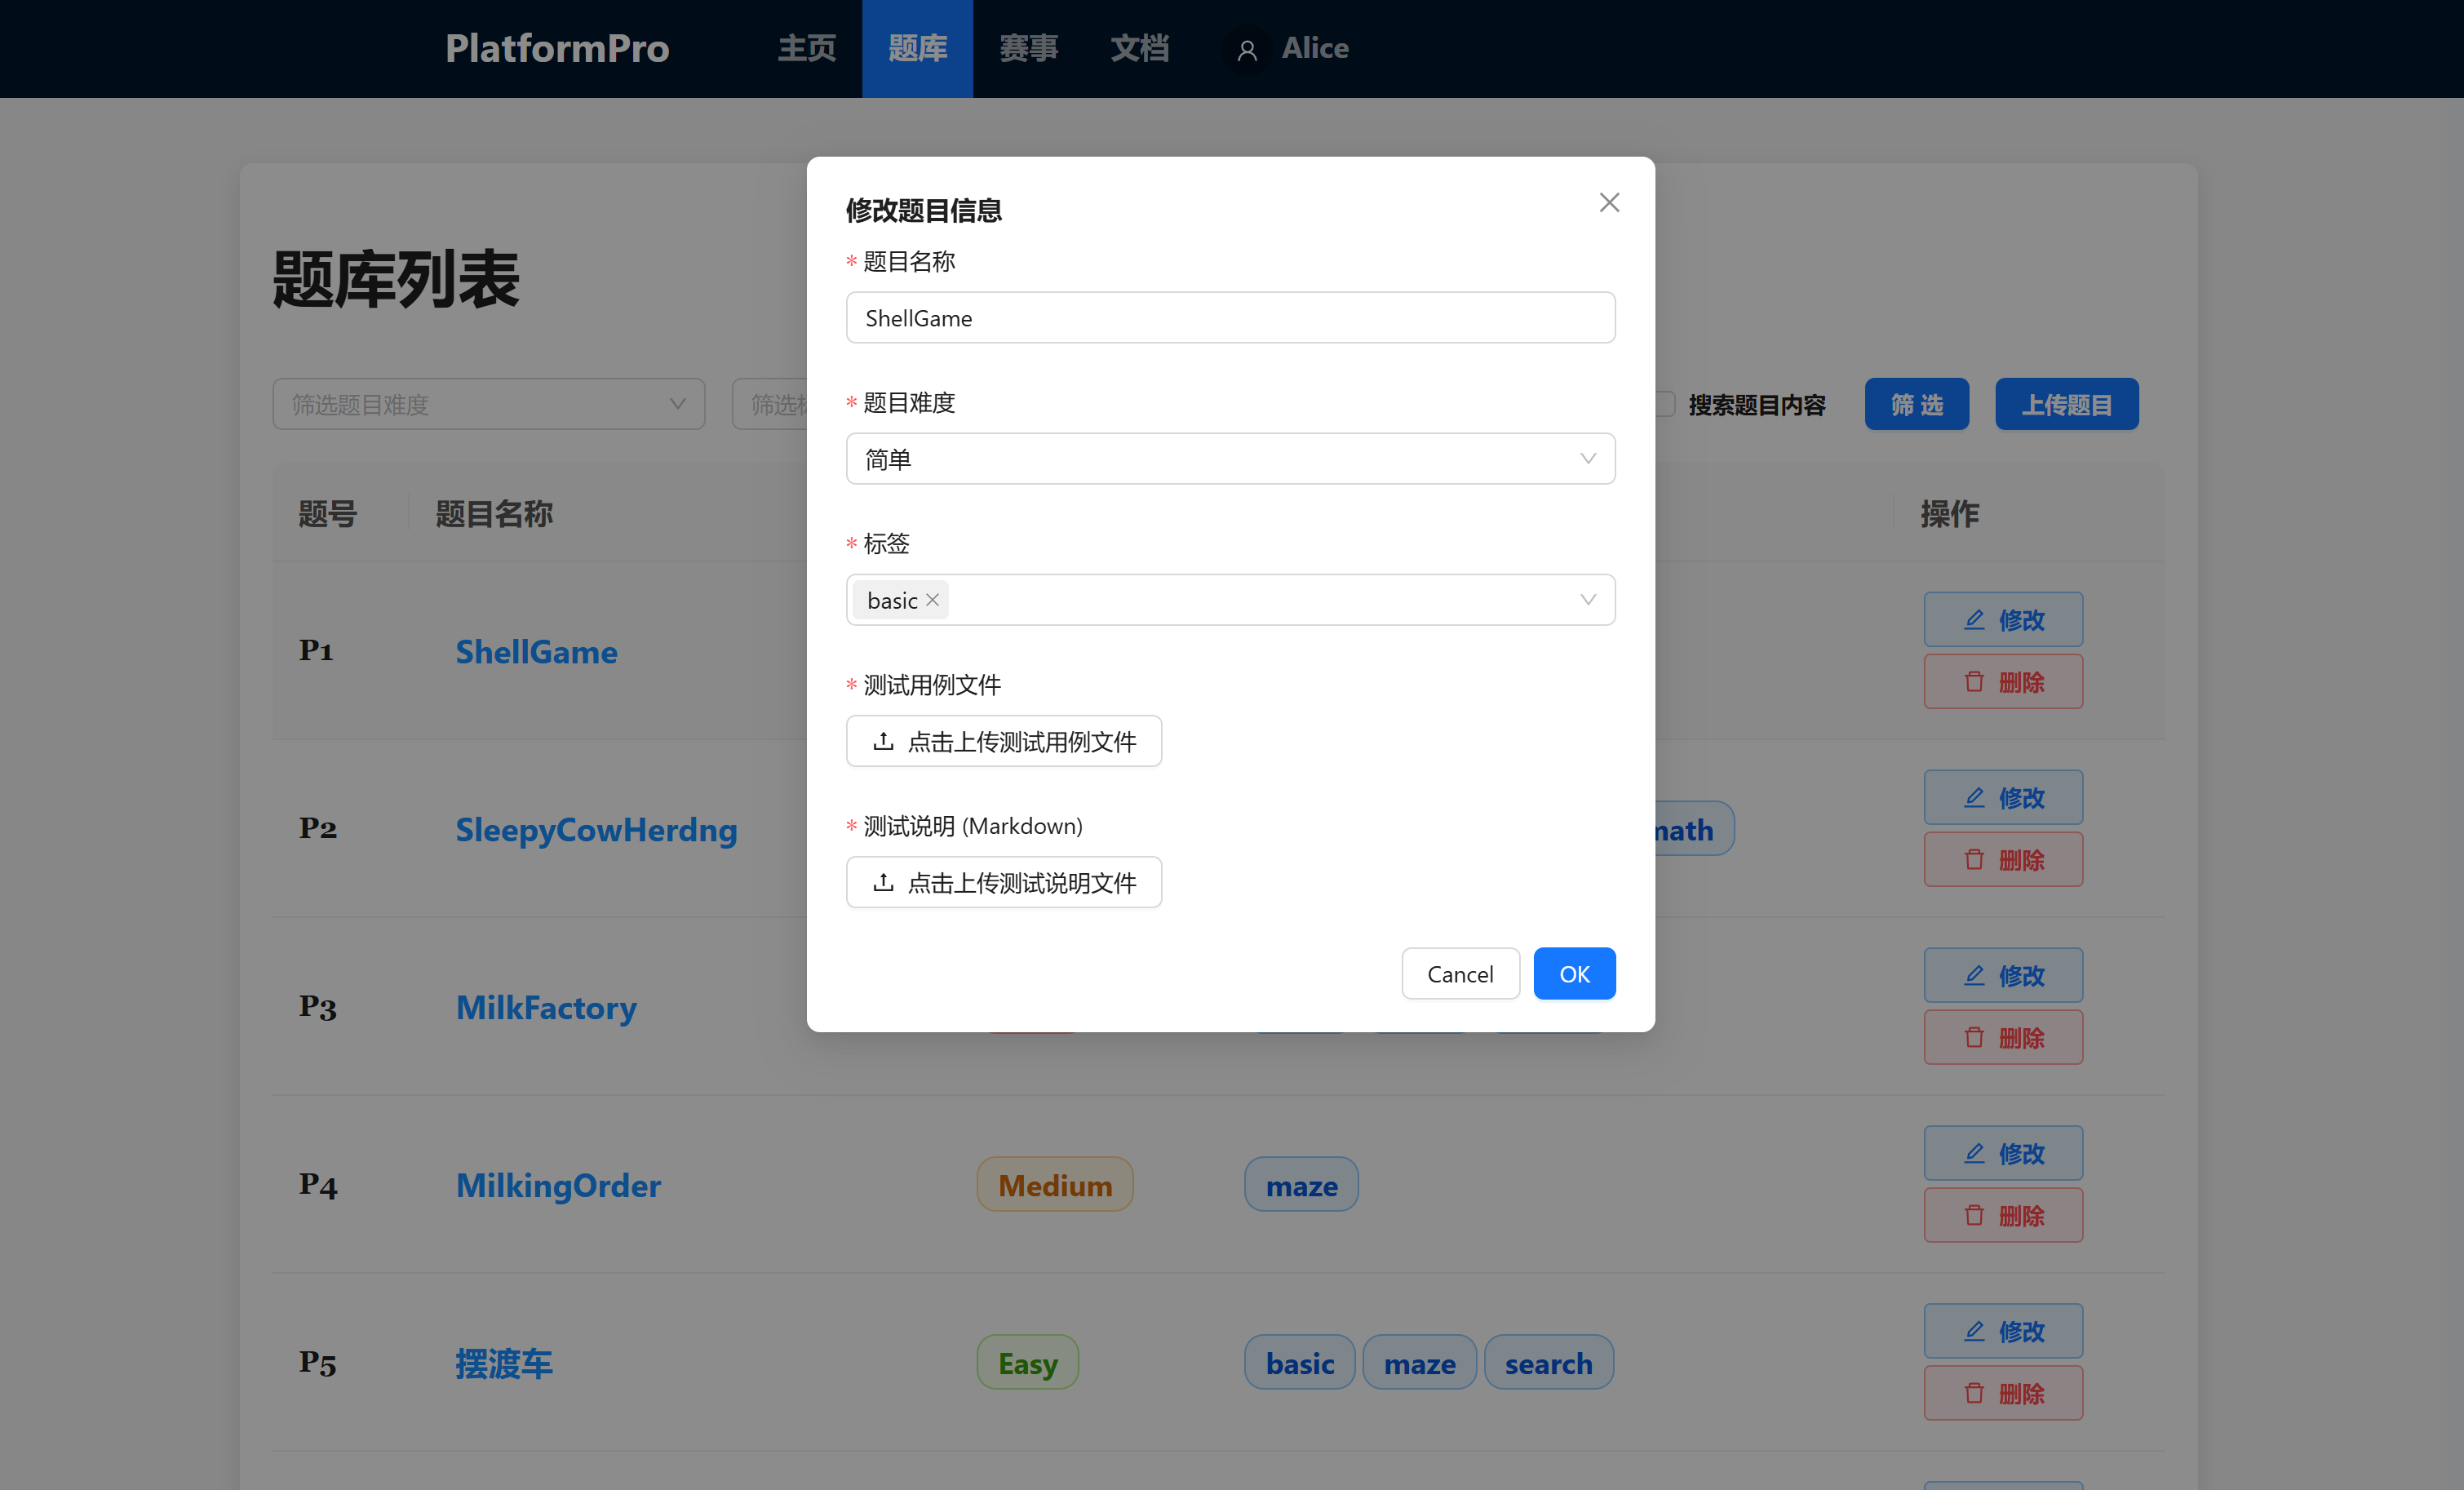 PlatformPro 主页 题库 赛事 文档 Alice
修改题目信息
* 题目名称
ShellGame
* 题目难度
简单
* 标签
basic
* 测试用例文件
点击上传测试用例文件
* 测试说明 (Markdown)
点击上传测试说明文件
Cancel OK
题库列表
筛选题目难度 筛选 搜索题目内容 筛 选 上传题目
题号 题目名称 操作
P1 ShellGame 修改
删除
P2 SleepyCowHerdng math 修改
删除
P3 MilkFactory 修改
删除
P4 MilkingOrder Medium maze 修改
删除
P5 摆渡车 Easy basic maze search 修改
删除